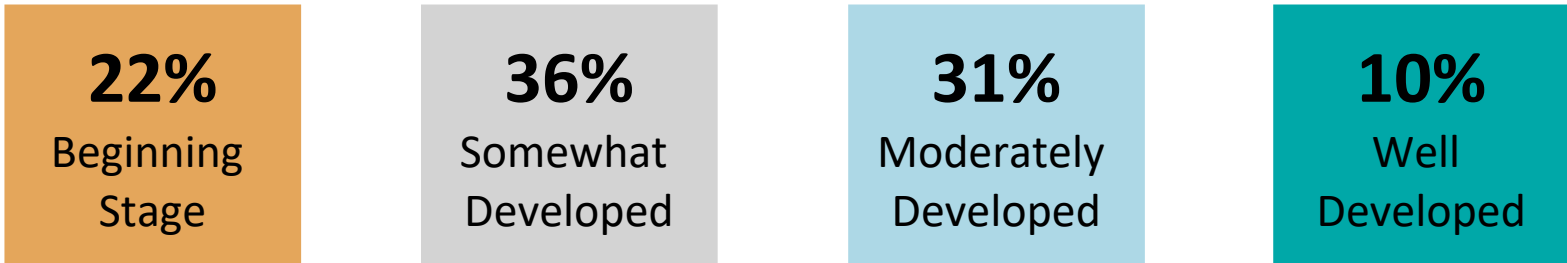 22%
Beginning
Stage
36%
Somewhat
Developed
31%
Moderately
Developed
10%
Well
Developed